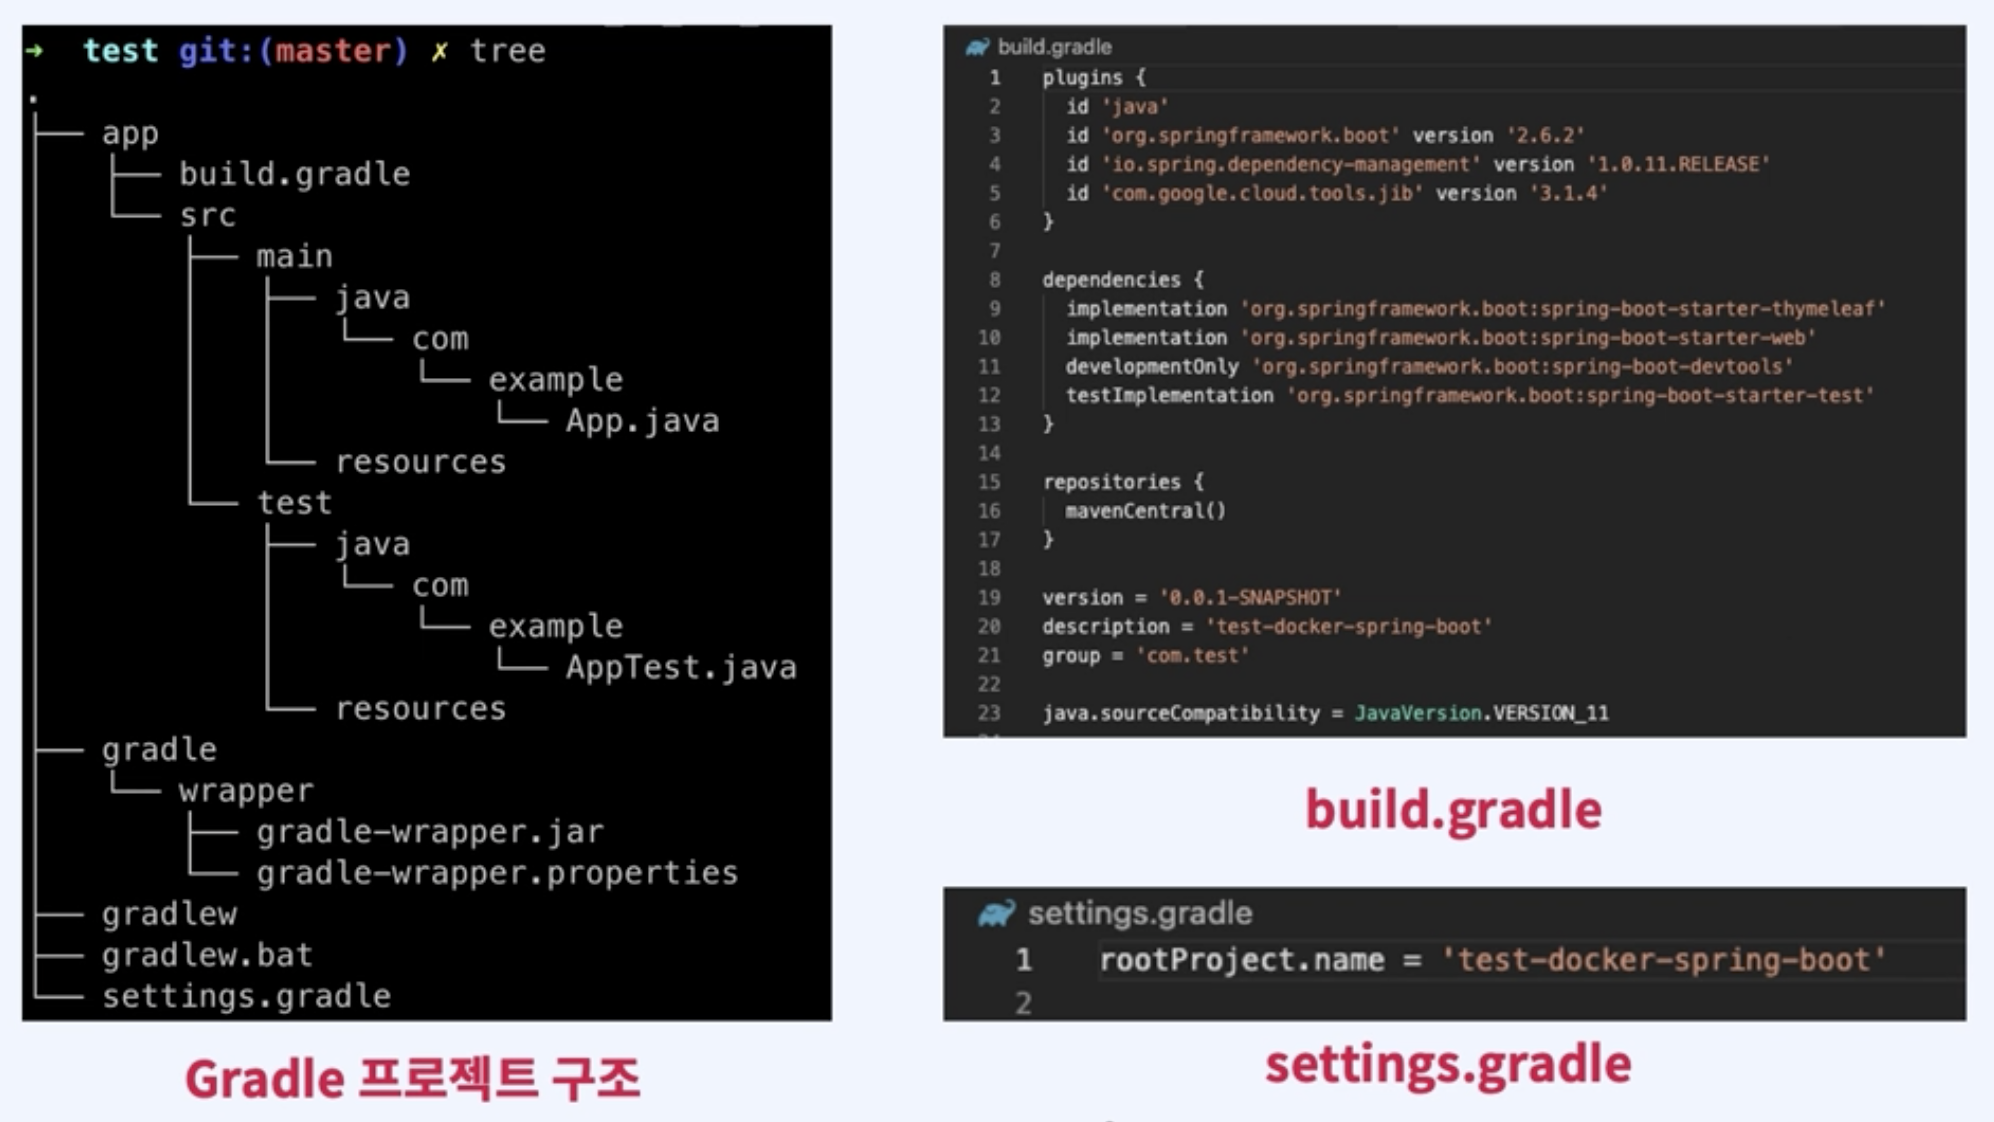 ➜ test git:(master) ✗ tree
.
├── app
│   ├── build.gradle
│   └── src
│       ├── main
│       │   ├── java
│       │   │   └── com
│       │   │       └── example
│       │   │           └── App.java
│       │   └── resources
│       └── test
│           ├── java
│           │   └── com
│           │       └── example
│           │           └── AppTest.java
│           └── resources
├── gradle
│   └── wrapper
│       ├── gradle-wrapper.jar
│       └── gradle-wrapper.properties
├── gradlew
├── gradlew.bat
└── settings.gradle
Gradle 프로젝트 구조
build.gradle
1 plugins {
2 id 'java'
3 id 'org.springframework.boot' version '2.6.2'
4 id 'io.spring.dependency-management' version '1.0.11.RELEASE'
5 id 'com.google.cloud.tools.jib' version '3.1.4'
6 }
7
8 dependencies {
9 implementation 'org.springframework.boot:spring-boot-starter-thymeleaf'
10 implementation 'org.springframework.boot:spring-boot-starter-web'
11 developmentOnly 'org.springframework.boot:spring-boot-devtools'
12 testImplementation 'org.springframework.boot:spring-boot-starter-test'
13 }
14
15 repositories {
16 mavenCentral()
17 }
18
19 version = '0.0.1-SNAPSHOT'
20 description = 'test-docker-spring-boot'
21 group = 'com.test'
22
23 java.sourceCompatibility = JavaVersion.VERSION_11
build.gradle
settings.gradle
1 rootProject.name = 'test-docker-spring-boot'
2
settings.gradle